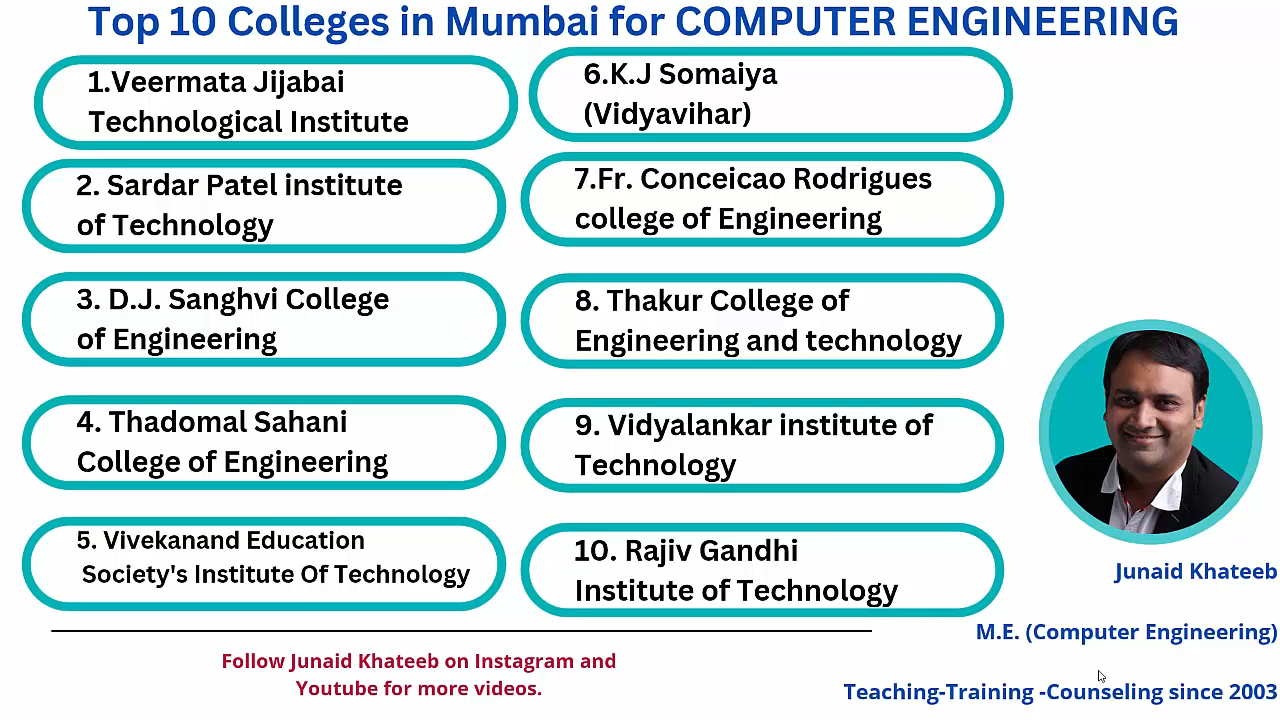 Top 10 Colleges in Mumbai for COMPUTER ENGINEERING
1.Veermata Jijabai
Technological Institute
2. Sardar Patel institute
of Technology
3. D.J. Sanghvi College
of Engineering
4. Thadomal Sahani
College of Engineering
5. Vivekanand Education
Society's Institute Of Technology
6.K.J Somaiya
(Vidyavihar)
7.Fr. Conceicao Rodrigues
college of Engineering
8. Thakur College of
Engineering and technology
9. Vidyalankar institute of
Technology
10. Rajiv Gandhi
Institute of Technology
Junaid Khateeb
M.E. (Computer Engineering)
Teaching-Training -Counseling since 2003
Follow Junaid Khateeb on Instagram and
Youtube for more videos.